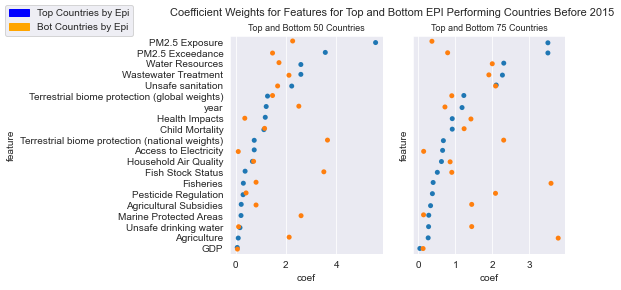 Top Countries by Epi
Bot Countries by Epi
Coefficient Weights for Features for Top and Bottom EPI Performing Countries Before 2015
Top and Bottom 50 Countries
Top and Bottom 75 Countries
feature
PM2.5 Exposure
PM2.5 Exceedance
Water Resources
Wastewater Treatment
Unsafe sanitation
Terrestrial biome protection (global weights)
year
Health Impacts
Child Mortality
Terrestrial biome protection (national weights)
Access to Electricity
Household Air Quality
Fish Stock Status
Fisheries
Pesticide Regulation
Agricultural Subsidies
Marine Protected Areas
Unsafe drinking water
Agriculture
GDP
0 2 4
coef
feature
0 1 2 3
coef